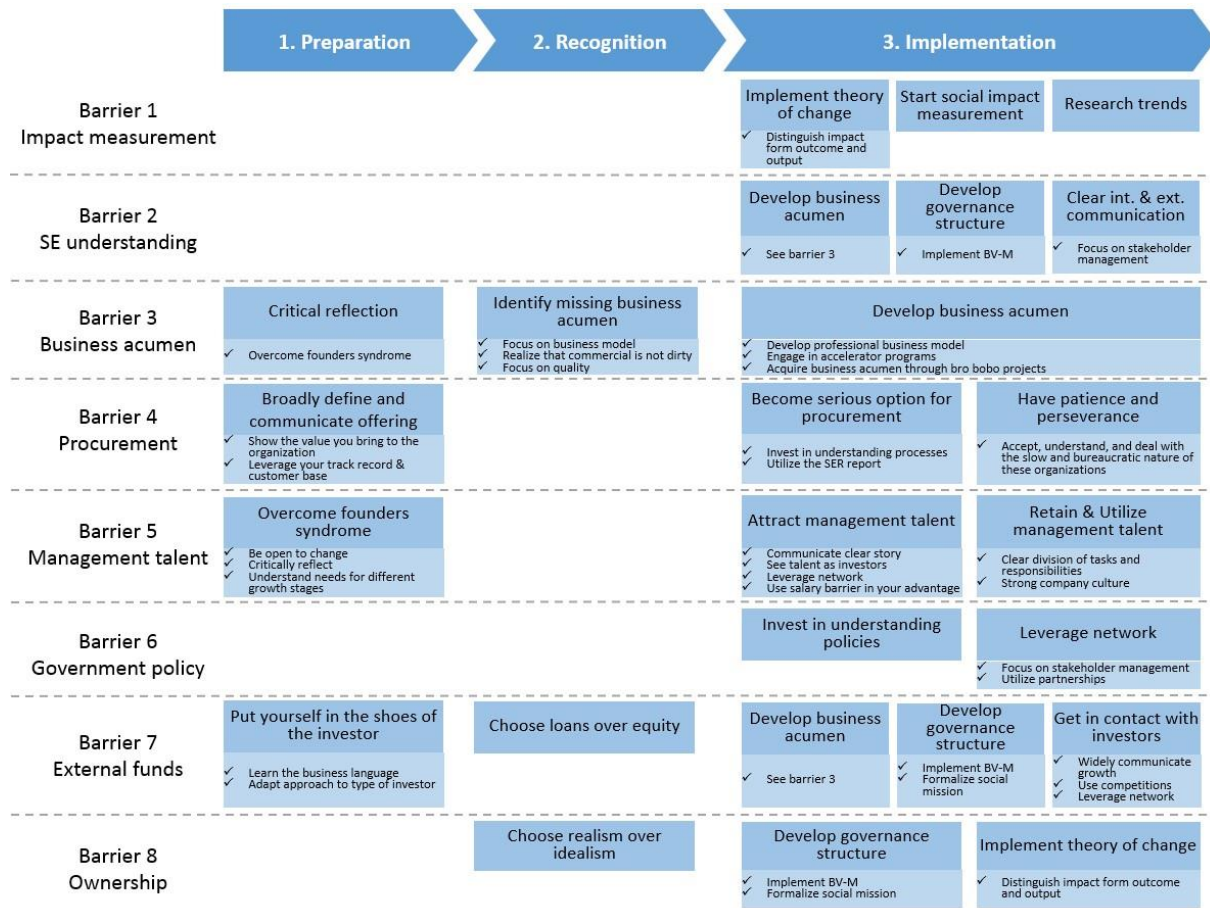 1. Preparation
2. Recognition
3. Implementation
Barrier 1
Impact measurement
Implement theory
of change
✓ Distinguish impact
form outcome and
output
Start social impact
measurement
Research trends
Barrier 2
SE understanding
Develop business
acumen
✓ See barrier 3
Develop
governance
structure
✓ Implement BV-M
Clear int. & ext.
communication
✓ Focus on stakeholder
management
Barrier 3
Business acumen
Critical reflection
✓ Overcome founders syndrome
Identify missing business
acumen
✓ Focus on business model
✓ Realize that commercial is not dirty
✓ Focus on quality
Develop business acumen
✓ Develop professional business model
✓ Engage in accelerator programs
✓ Acquire business acumen through bro bobo projects
Barrier 4
Procurement
Broadly define and
communicate offering
✓ Show the value you bring to the
organization
✓ Leverage your track record &
customer base
Become serious option for
procurement
✓ Invest in understanding processes
✓ Utilize the SER report
Have patience and
perseverance
✓ Accept, understand, and deal with
the slow and bureaucratic nature of
these organizations
Barrier 5
Management talent
Overcome founders
syndrome
✓ Be open to change
✓ Critically reflect
✓ Understand needs for different
growth stages
Attract management talent
✓ Communicate clear story
✓ See talent as investors
✓ Leverage network
✓ Use salary barrier in your advantage
Retain & Utilize
management talent
✓ Clear division of tasks and
responsibilities
✓ Strong company culture
Barrier 6
Government policy
Invest in understanding
policies
Leverage network
✓ Focus on stakeholder management
✓ Utilize partnerships
Barrier 7
External funds
Put yourself in the shoes of
the investor
✓ Learn the business language
✓ Adapt approach to type of investor
Choose loans over equity
Develop business
acumen
✓ See barrier 3
Develop
governance
structure
✓ Implement BV-M
✓ Formalize social
mission
Get in contact with
investors
✓ Widely communicate
growth
✓ Use competitions
✓ Leverage network
Barrier 8
Ownership
Choose realism over
idealism
Develop governance
structure
✓ Implement BV-M
✓ Formalize social mission
Implement theory of change
✓ Distinguish impact form outcome
and output